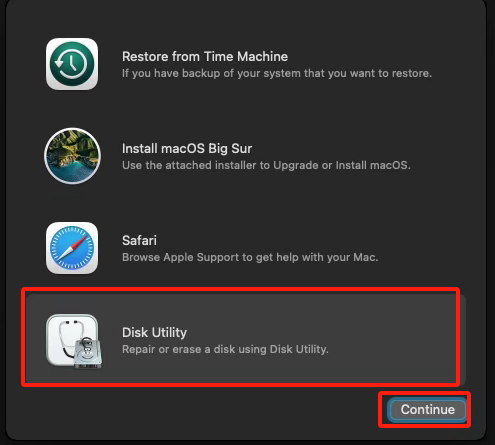 Restore from Time Machine
If you have backup of your system that you want to restore.
Install macOS Big Sur
Use the attached installer to Upgrade or Install macOS.
Safari
Browse Apple Support to get help with your Mac.
Disk Utility
Repair or erase a disk using Disk Utility.
Continue